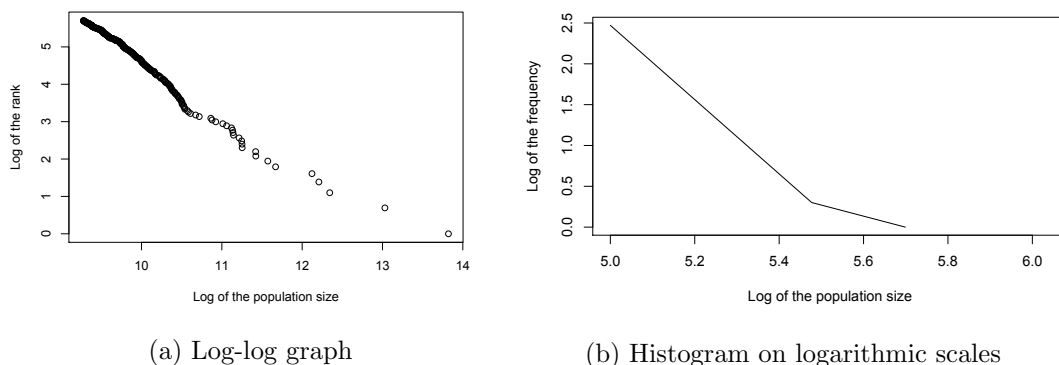 Log of the rank
0 1 2 3 4 5
10 11 12 13 14
Log of the population size
(a) Log-log graph
Log of the frequency
0.0 0.5 1.0 1.5 2.0 2.5
5.0 5.2 5.4 5.6 5.8 6.0
Log of the population size
(b) Histogram on logarithmic scales